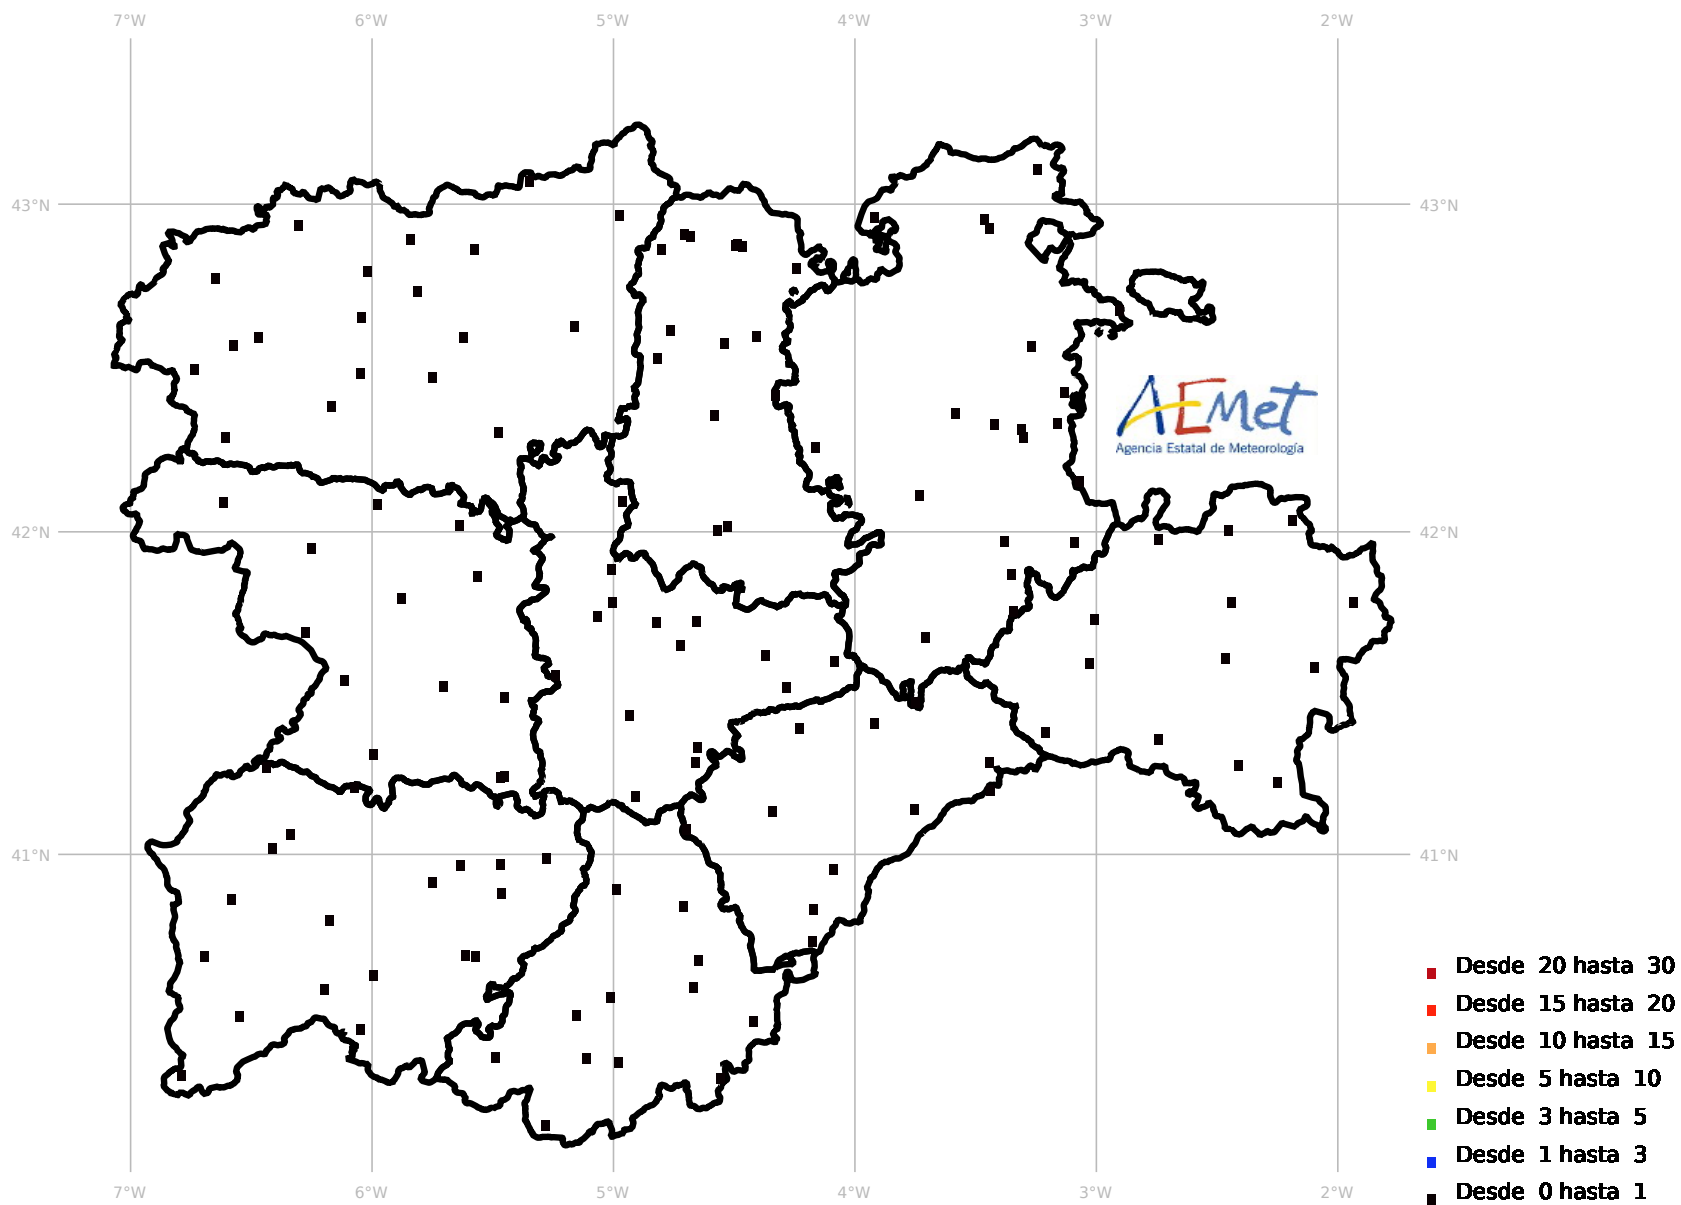 7°W 6°W 5°W 4°W 3°W 2°W
43°N 43°N
AEMet
Agencia Estatal de Meteorología
42°N 42°N
41°N 41°N
Desde 20 hasta 30
Desde 15 hasta 20
Desde 10 hasta 15
Desde 5 hasta 10
Desde 3 hasta 5
Desde 1 hasta 3
Desde 0 hasta 1
7°W 6°W 5°W 4°W 3°W 2°W